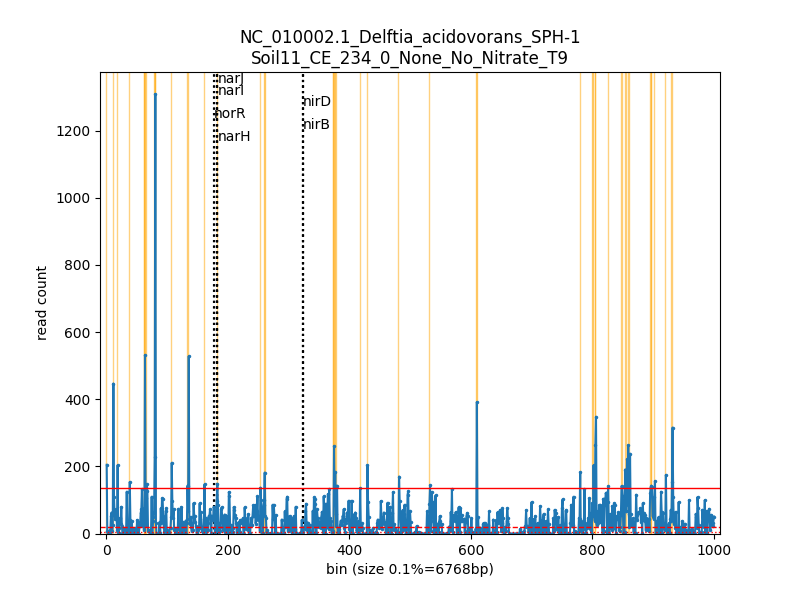 NC_010002.1_Delftia_acidovorans_SPH-1
Soil11_CE_234_0_None_No_Nitrate_T9
narJ
narI
nirD
norR
nirB
narH
1200
1000
800
600
400
200
0
read count
0 200 400 600 800 1000
bin (size 0.1%=6768bp)